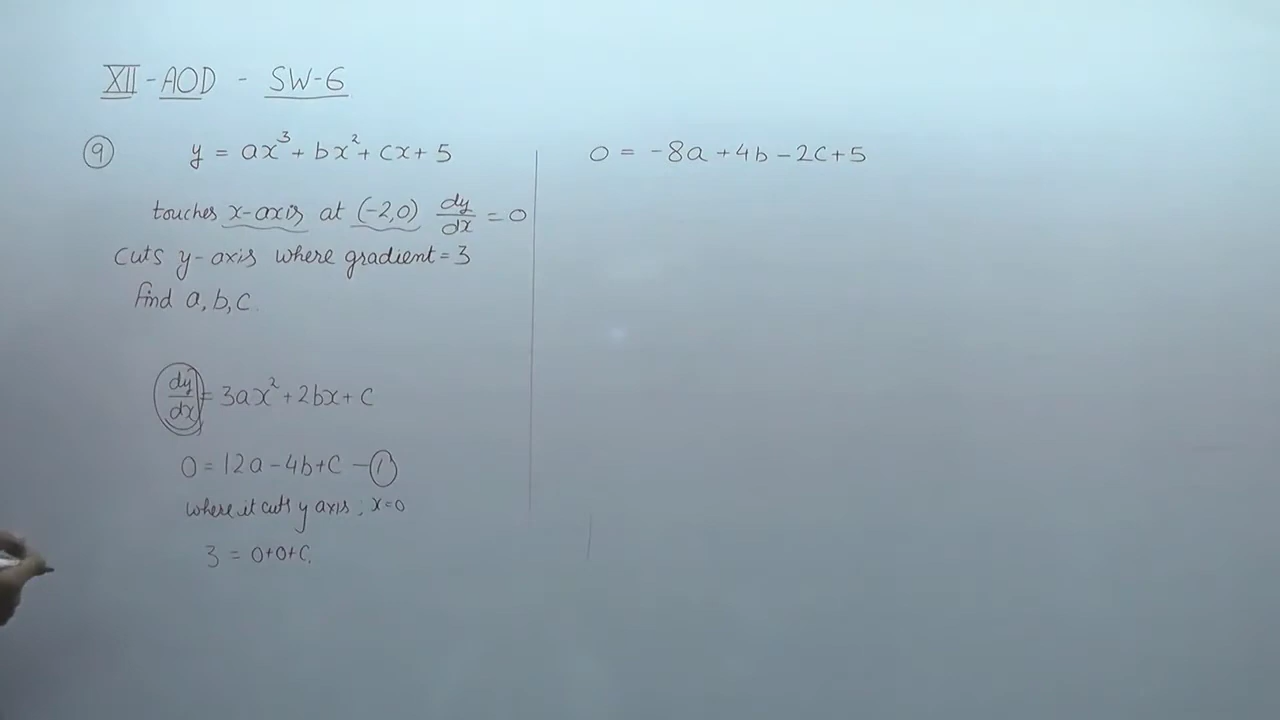 XII - AOD - SW-6
9 y = ax³ + bx² + cx + 5
touches x-axis at (-2,0) dy/dx = 0
cuts y-axis where gradient = 3
find a, b, c.
dy/dx = 3ax² + 2bx + c
0 = 12a - 4b + c - 1
where it cuts y axis ; x=0
3 = 0+0+c.
0 = -8a + 4b - 2c + 5